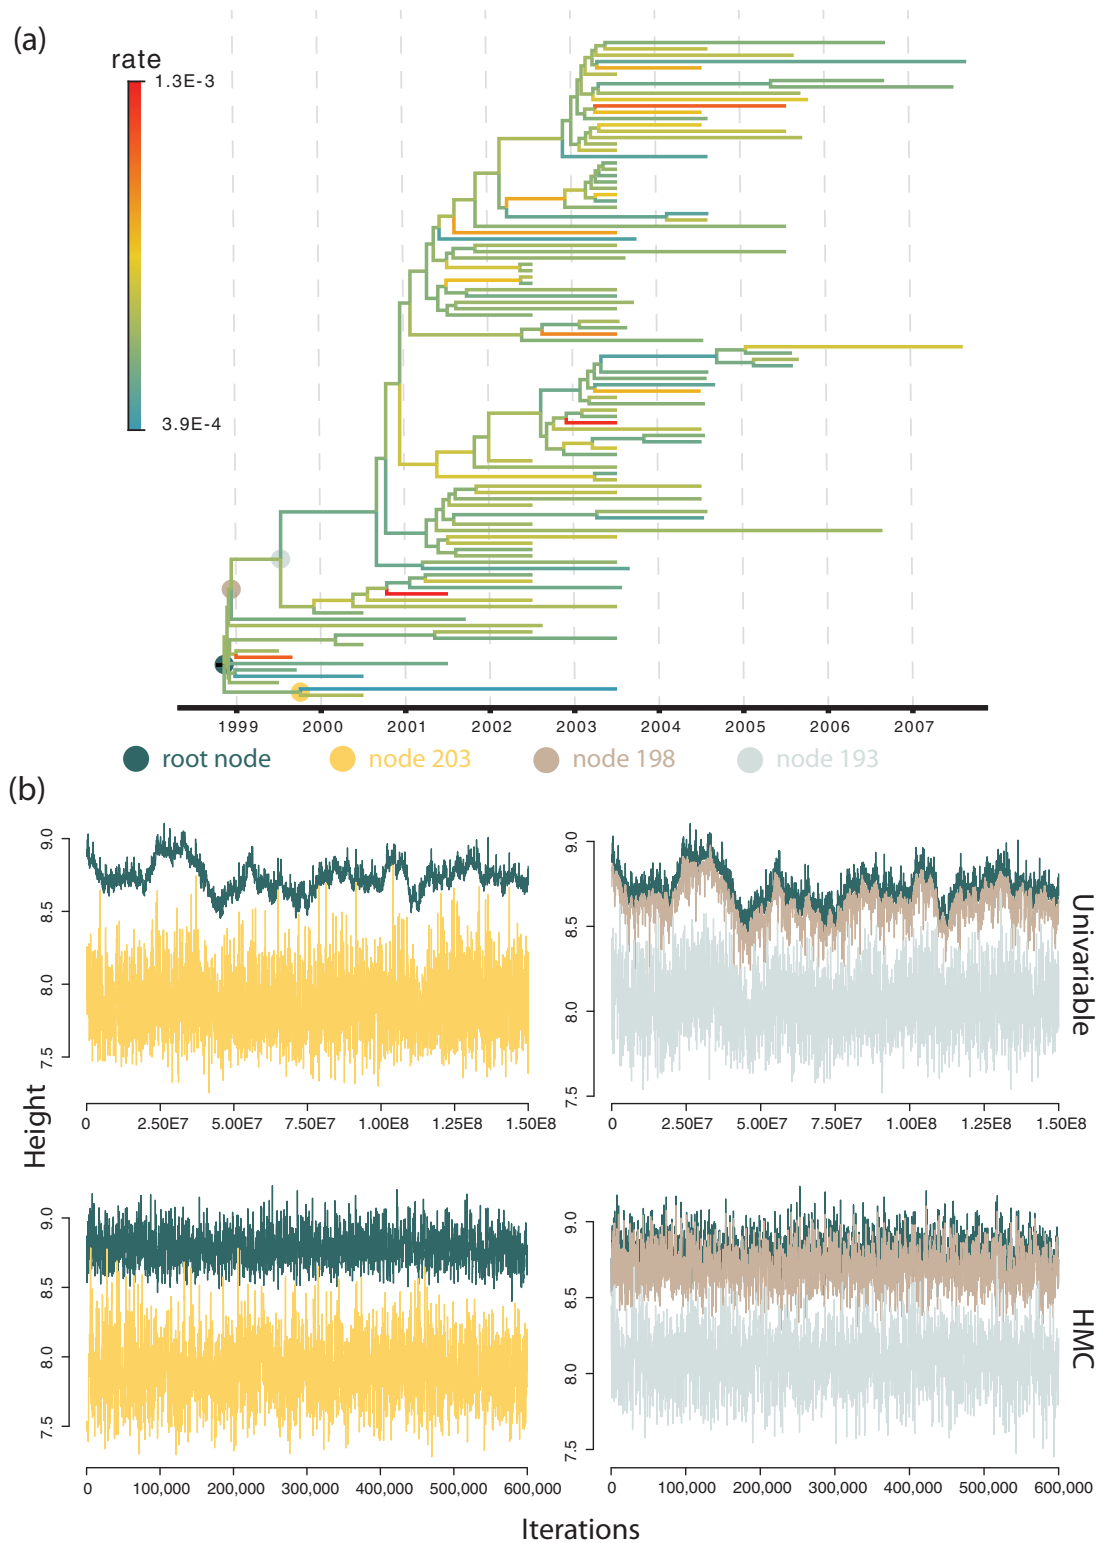 (a)
rate
1.3E-3
3.9E-4
1999 2000 2001 2002 2003 2004 2005 2006 2007
root node node 203 node 198 node 193
(b)
Height
9.0
8.5
8.0
7.5
0 2.50E7 5.00E7 7.50E7 1.00E8 1.25E8 1.50E8
9.0
8.5
8.0
7.5
0 2.50E7 5.00E7 7.50E7 1.00E8 1.25E8 1.50E8
Univariable
9.0
8.5
8.0
7.5
0 100,000 200,000 300,000 400,000 500,000 600,000
9.0
8.5
8.0
7.5
0 100,000 200,000 300,000 400,000 500,000 600,000
HMC
Iterations